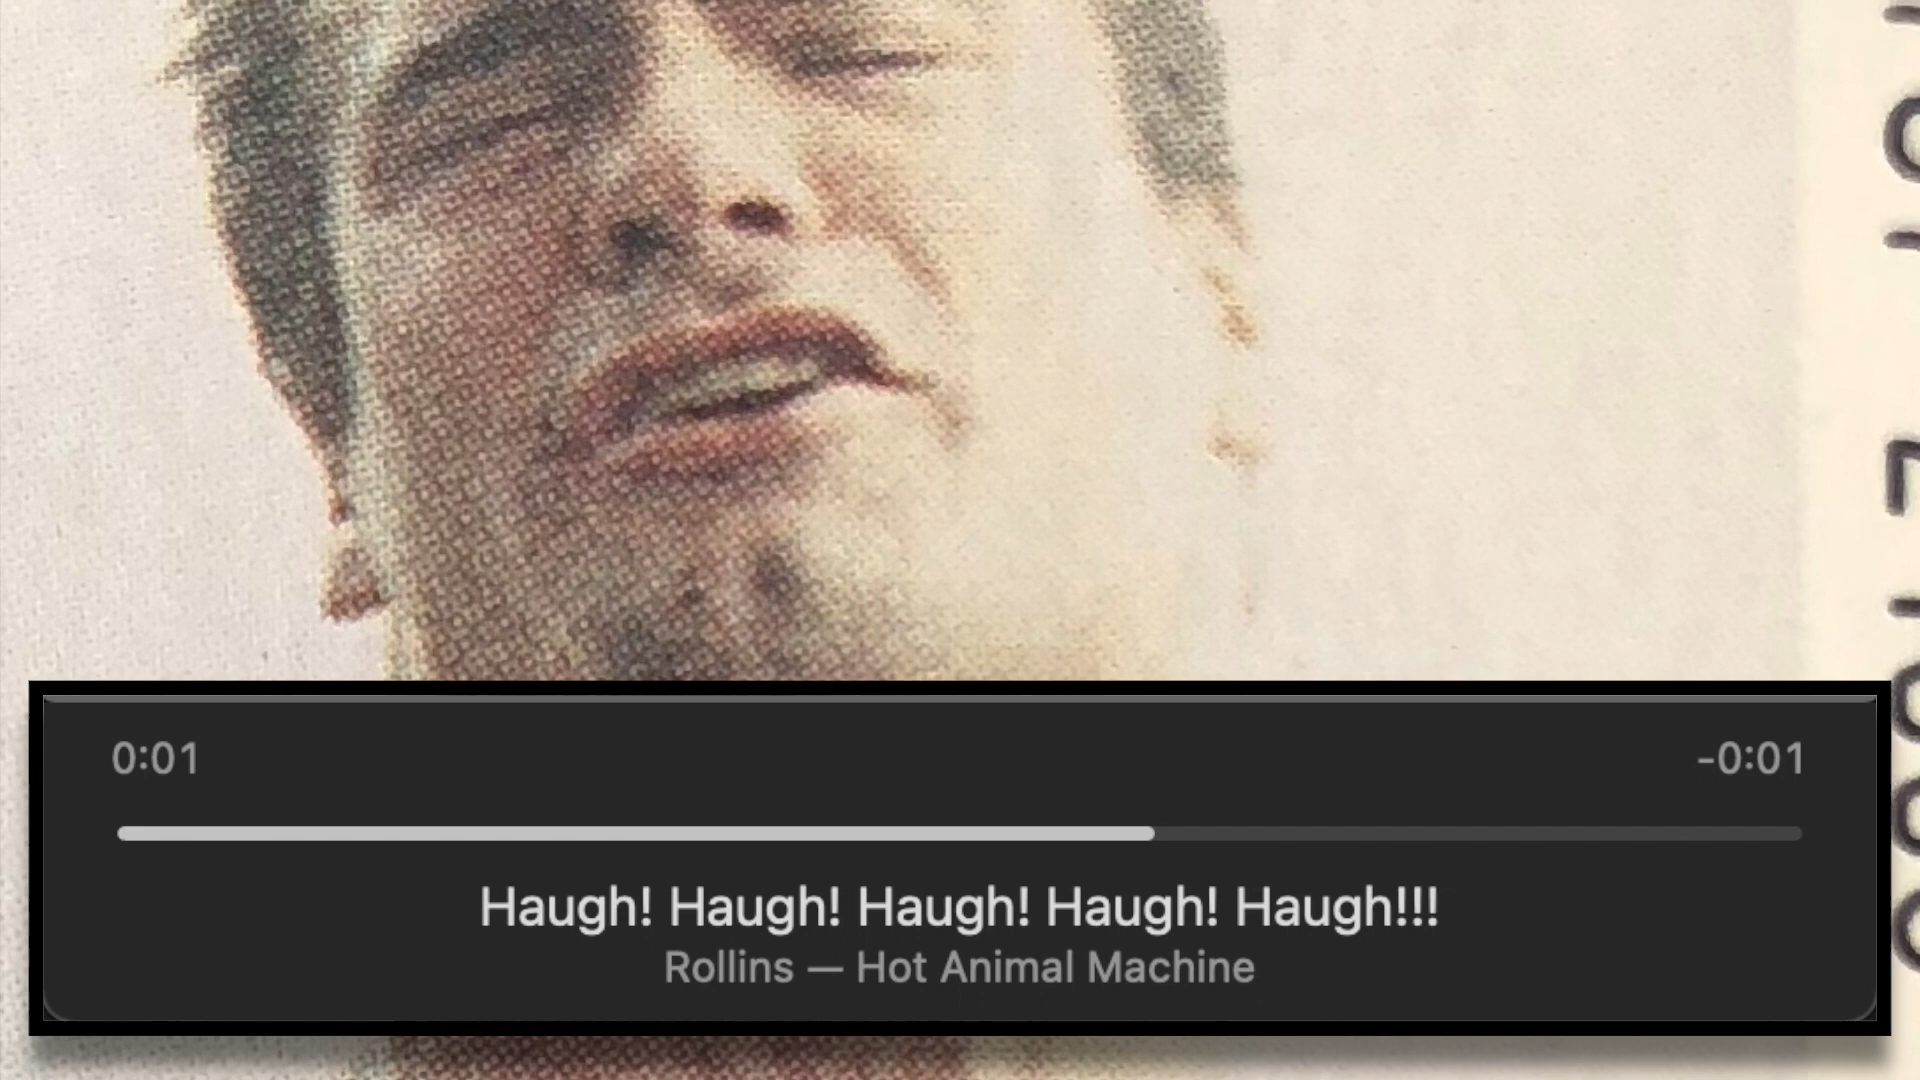 0:01
-0:01
Haugh! Haugh! Haugh! Haugh! Haugh!!!
Rollins — Hot Animal Machine